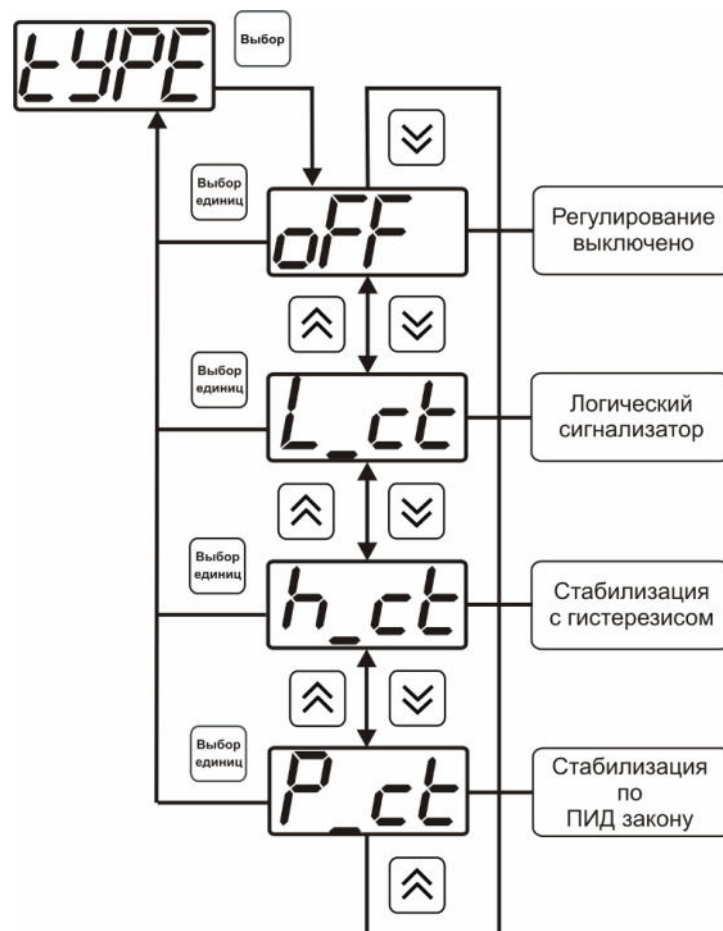 tYPE
Выбор
Выбор
единиц
oFF
Регулирование
выключено
Выбор
единиц
L_ct
Логический
сигнализатор
Выбор
единиц
h_ct
Стабилизация
с гистерезисом
Выбор
единиц
P_ct
Стабилизация
по
ПИД закону